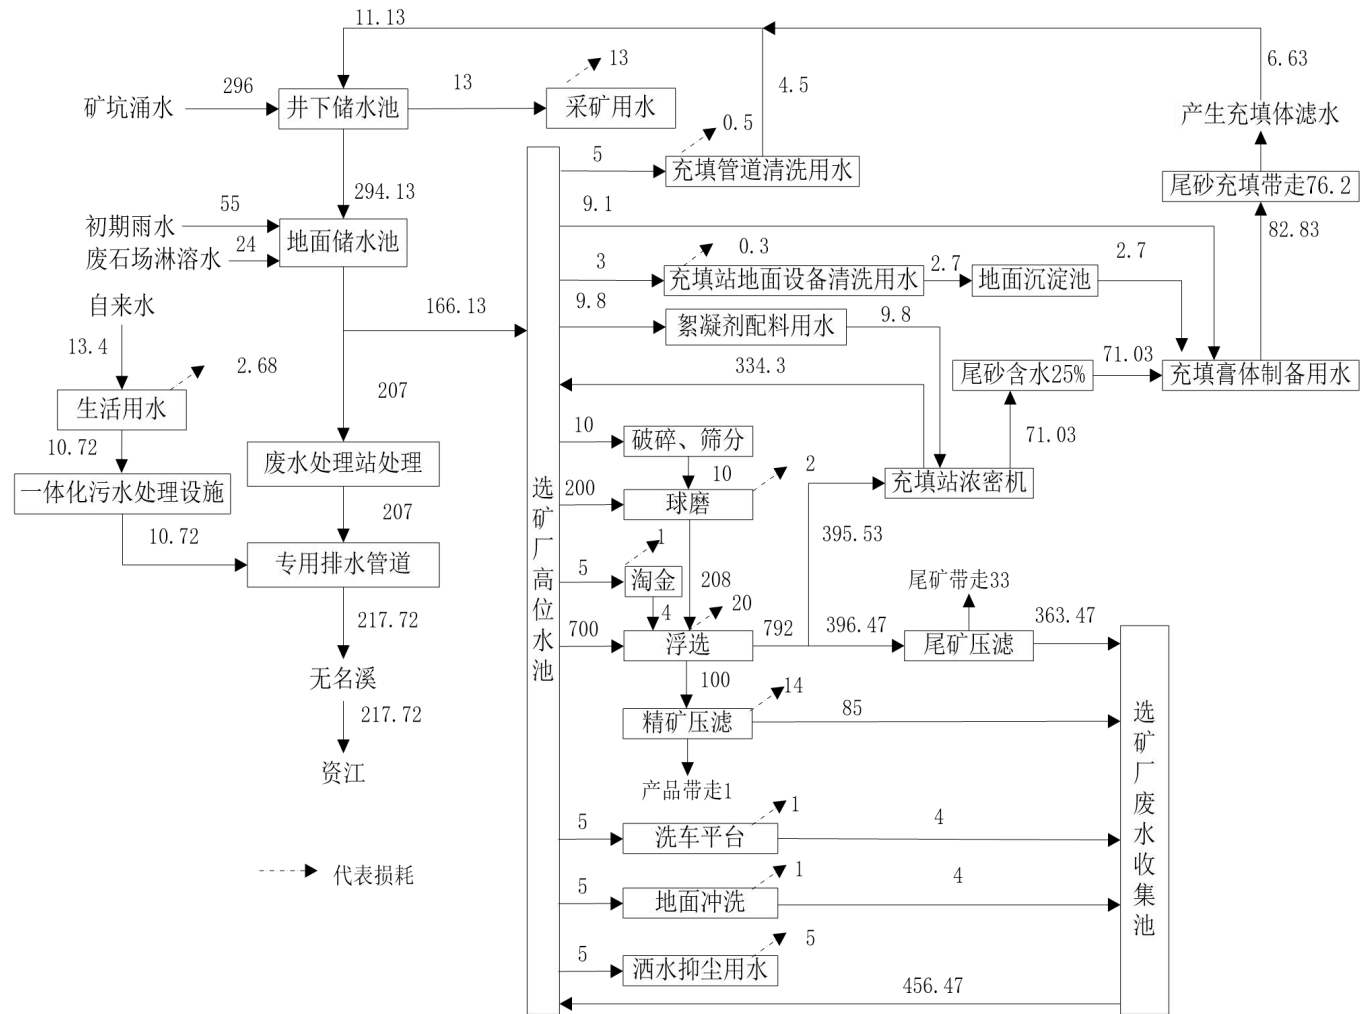 11.13
矿坑涌水
296
井下储水池
13
采矿用水
13
4.5
6.63
产生充填体滤水
5
充填管道清洗用水
0.5
尾砂充填带走76.2
82.83
294.13
初期雨水
55
废石场淋溶水
24
地面储水池
9.1
3
充填站地面设备清洗用水
0.3
2.7
地面沉淀池
2.7
166.13
9.8
絮凝剂配料用水
9.8
自来水
13.4
生活用水
2.68
334.3
尾砂含水25%
71.03
充填膏体制备用水
71.03
207
10.72
一体化污水处理设施
10.72
废水处理站处理
207
专用排水管道
217.72
无名溪
217.72
资江
选矿厂高位水池
10
破碎、筛分
10
200
球磨
2
充填站浓密机
395.53
5
淘金
1
4
208
700
浮选
20
792
396.47
尾矿带走33
尾矿压滤
363.47
100
精矿压滤
14
85
产品带走1
选矿厂废水收集池
5
洗车平台
1
4
5
地面冲洗
1
4
5
洒水抑尘用水
5
456.47
代表损耗